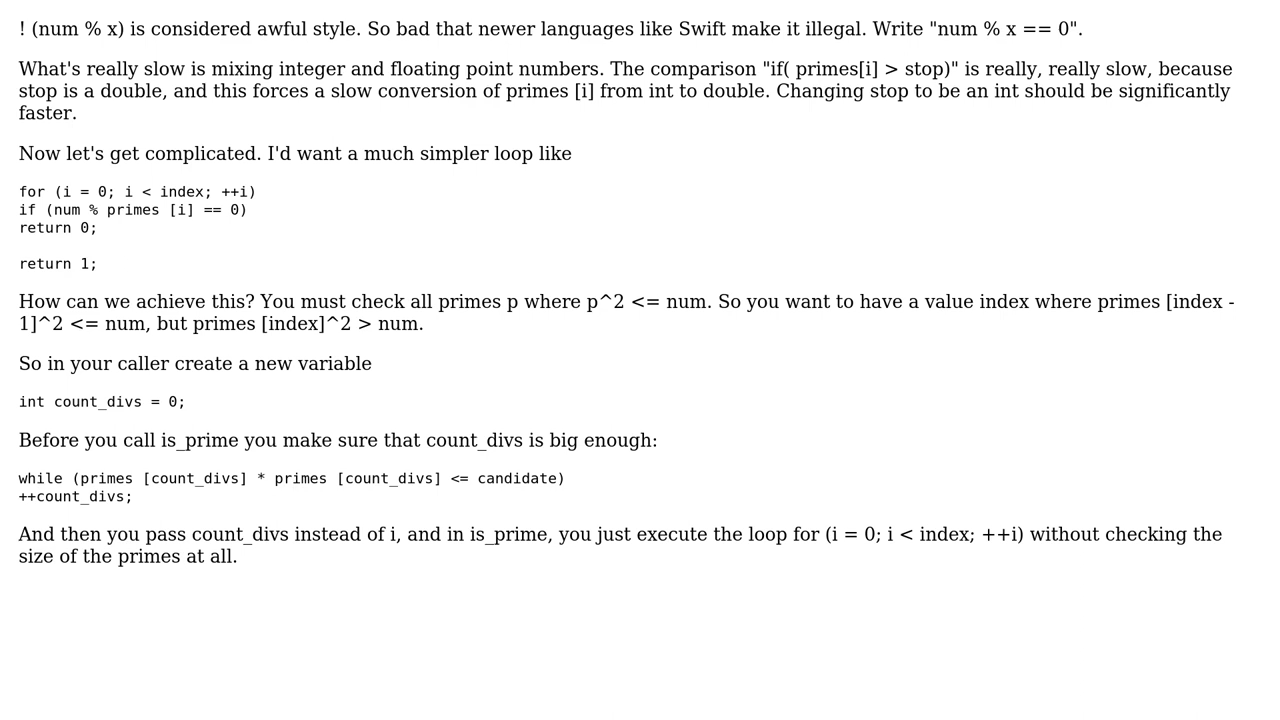 ! (num % x) is considered awful style. So bad that newer languages like Swift make it illegal. Write "num % x == 0".
What's really slow is mixing integer and floating point numbers. The comparison "if( primes[i] > stop)" is really, really slow, because
stop is a double, and this forces a slow conversion of primes [i] from int to double. Changing stop to be an int should be significantly
faster.
Now let's get complicated. I'd want a much simpler loop like
for (i = 0; i < index; ++i)
if (num % primes [i] == 0)
return 0;
return 1;
How can we achieve this? You must check all primes p where p^2 <= num. So you want to have a value index where primes [index -
1]^2 <= num, but primes [index]^2 > num.
So in your caller create a new variable
int count_divs = 0;
Before you call is_prime you make sure that count_divs is big enough:
while (primes [count_divs] * primes [count_divs] <= candidate)
++count_divs;
And then you pass count_divs instead of i, and in is_prime, you just execute the loop for (i = 0; i < index; ++i) without checking the
size of the primes at all.